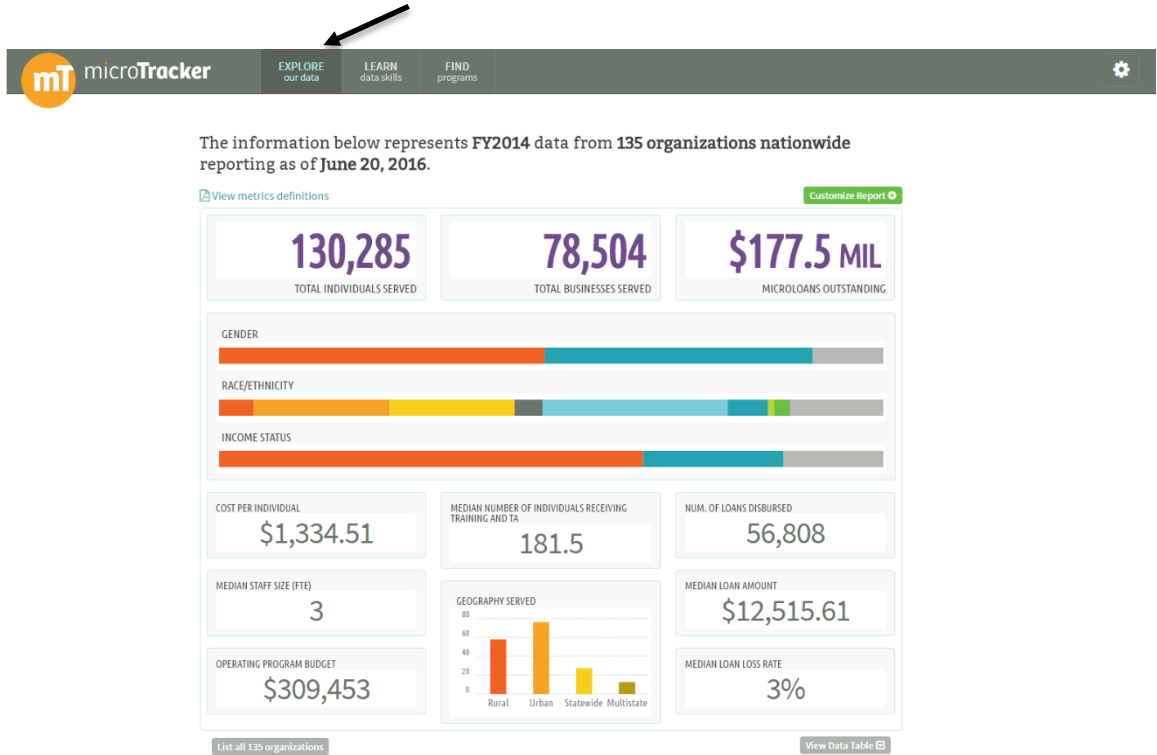 mT microTracker
EXPLORE
our data
LEARN
data skills
FIND
programs
The information below represents FY2014 data from 135 organizations nationwide
reporting as of June 20, 2016.
View metrics definitions
Customize Report
130,285
TOTAL INDIVIDUALS SERVED
78,504
TOTAL BUSINESSES SERVED
$177.5 MIL
MICROLOANS OUTSTANDING
GENDER
RACE/ETHNICITY
INCOME STATUS
COST PER INDIVIDUAL
$1,334.51
MEDIAN NUMBER OF INDIVIDUALS RECEIVING
TRAINING AND TA
181.5
NUM. OF LOANS DISBURSED
56,808
MEDIAN STAFF SIZE (FTE)
3
GEOGRAPHY SERVED
80
60
40
20
0
Rural Urban Statewide Multistate
MEDIAN LOAN AMOUNT
$12,515.61
OPERATING PROGRAM BUDGET
$309,453
MEDIAN LOAN LOSS RATE
3%
List all 135 organizations
View Data Table